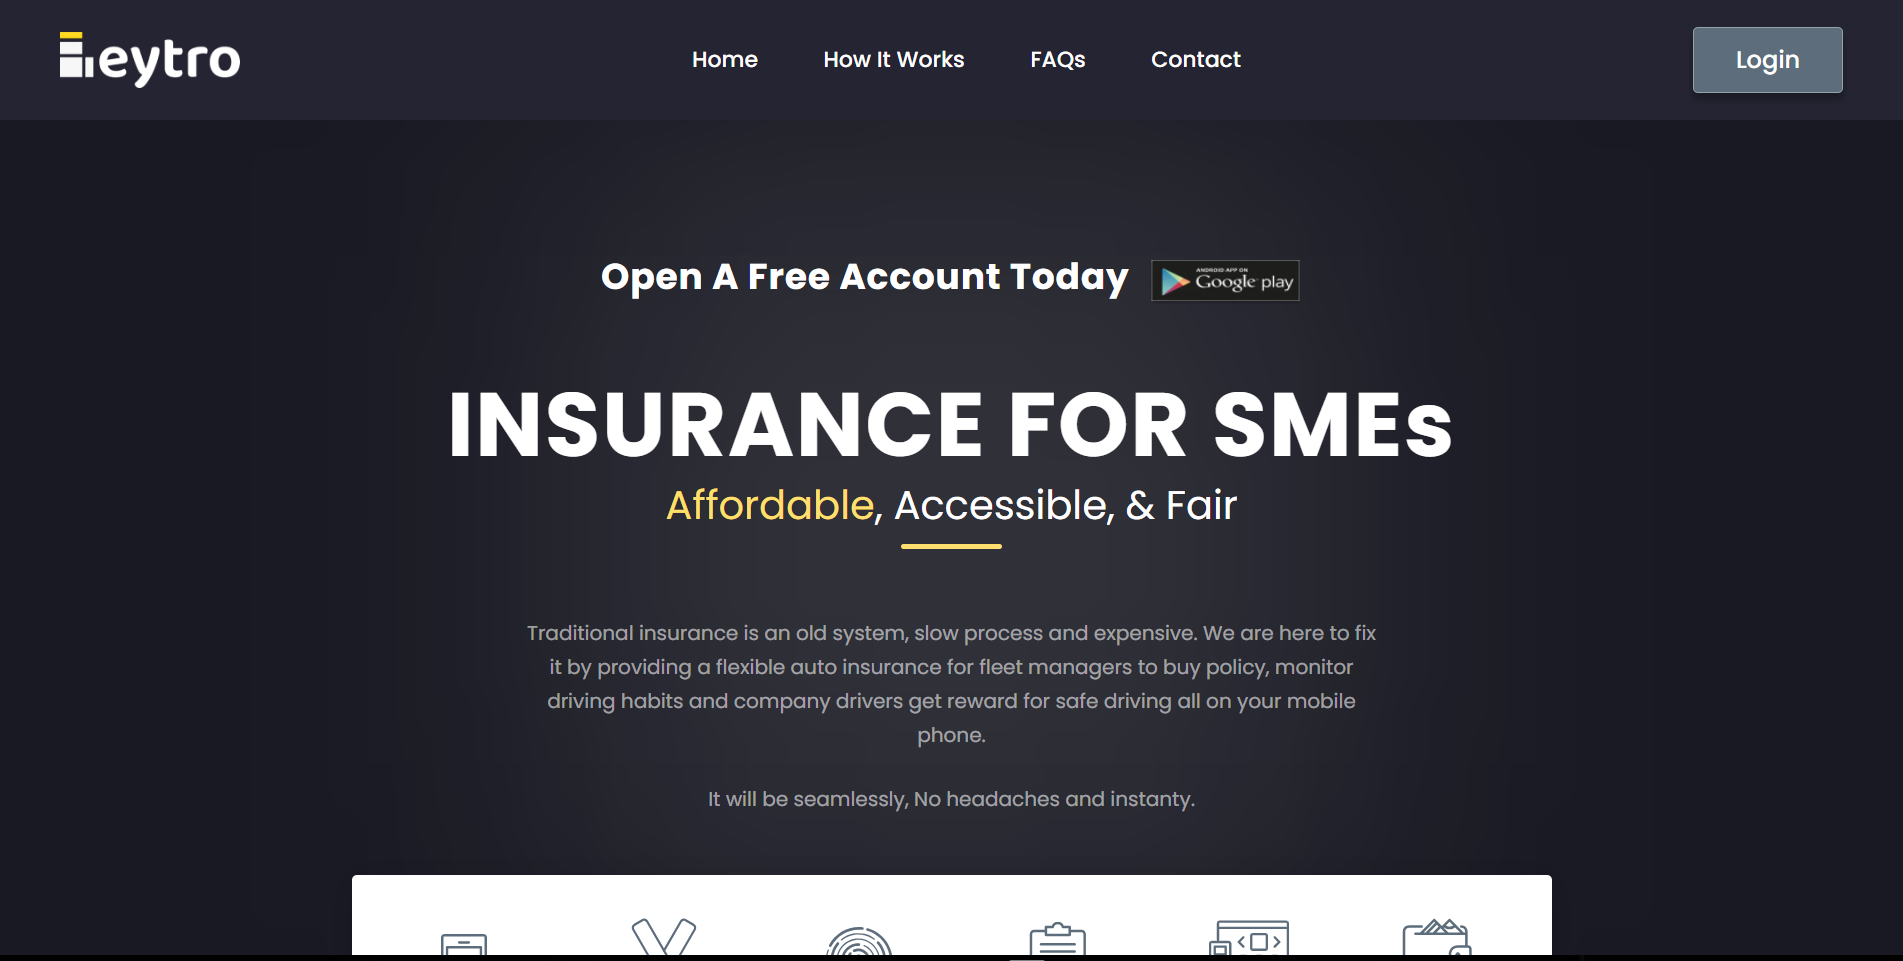 eytro
Home How It Works FAQs Contact Login
Open A Free Account Today
ANDROID APP ON
Google play
INSURANCE FOR SMEs
Affordable, Accessible, & Fair
Traditional insurance is an old system, slow process and expensive. We are here to fix
it by providing a flexible auto insurance for fleet managers to buy policy, monitor
driving habits and company drivers get reward for safe driving all on your mobile
phone.
It will be seamlessly, No headaches and instanty.